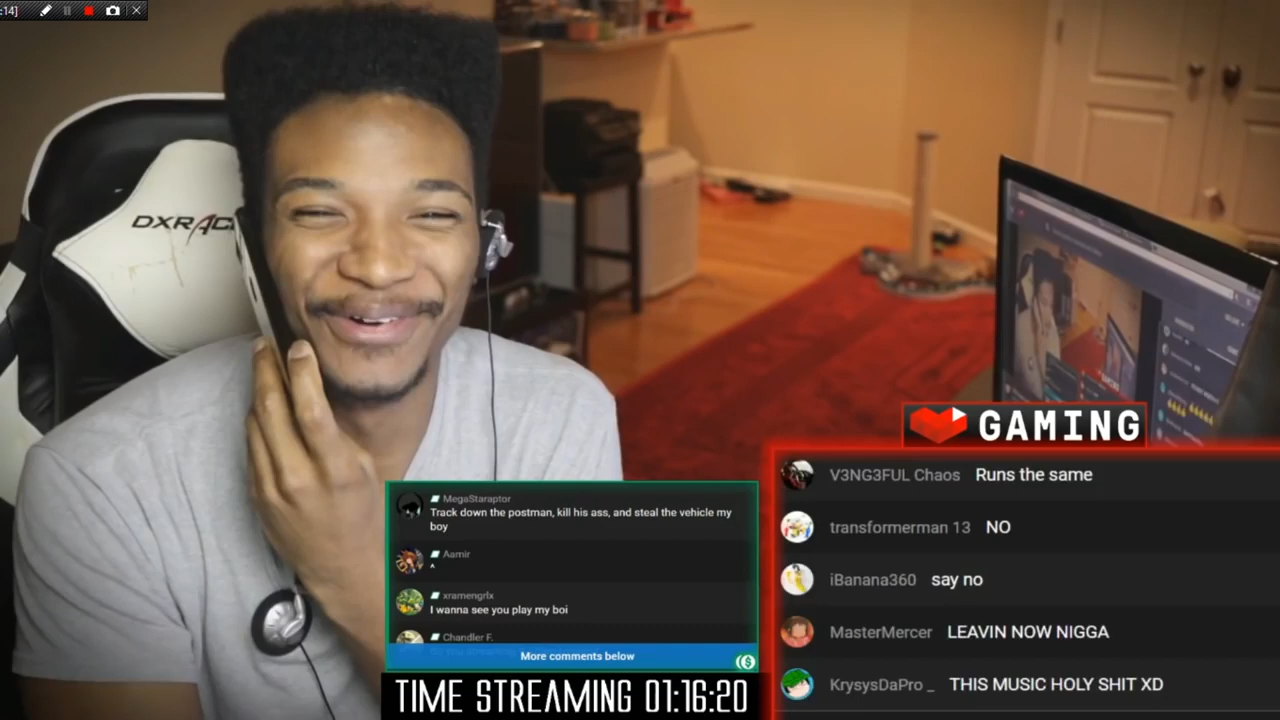 :14]
DXRAC
GAMING
V3NG3FUL Chaos Runs the same
transformerman 13 NO
iBanana360 say no
MasterMercer LEAVIN NOW NIGGA
KrysysDaPro_ THIS MUSIC HOLY SHIT XD
MegaStaraptor
Track down the postman, kill his ass, and steal the vehicle my
boy
Aamir
^
xramengrlx
I wanna see you play my boi
Chandler F.
More comments below
TIME STREAMING 01:16:20